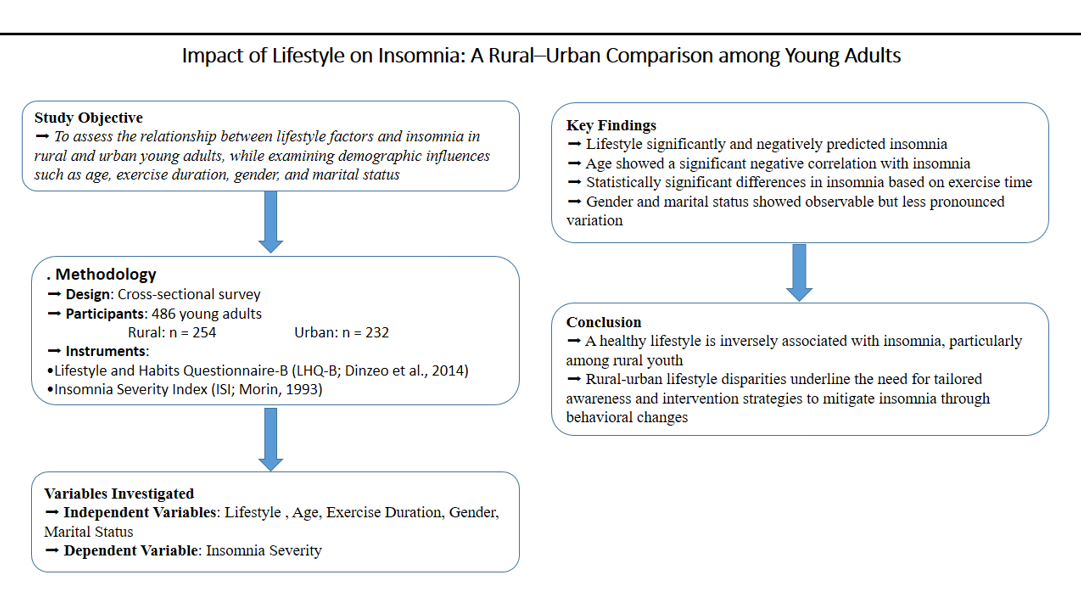 Impact of Lifestyle on Insomnia: A Rural–Urban Comparison among Young Adults
Study Objective
➞ To assess the relationship between lifestyle factors and insomnia in
rural and urban young adults, while examining demographic influences
such as age, exercise duration, gender, and marital status
. Methodology
➞ Design: Cross-sectional survey
➞ Participants: 486 young adults
Rural: n = 254 Urban: n = 232
➞ Instruments:
•Lifestyle and Habits Questionnaire-B (LHQ-B; Dinzeo et al., 2014)
•Insomnia Severity Index (ISI; Morin, 1993)
Variables Investigated
➞ Independent Variables: Lifestyle , Age, Exercise Duration, Gender,
Marital Status
➞ Dependent Variable: Insomnia Severity
Key Findings
➞ Lifestyle significantly and negatively predicted insomnia
➞ Age showed a significant negative correlation with insomnia
➞ Statistically significant differences in insomnia based on exercise time
➞ Gender and marital status showed observable but less pronounced
variation
Conclusion
➞ A healthy lifestyle is inversely associated with insomnia, particularly
among rural youth
➞ Rural-urban lifestyle disparities underline the need for tailored
awareness and intervention strategies to mitigate insomnia through
behavioral changes